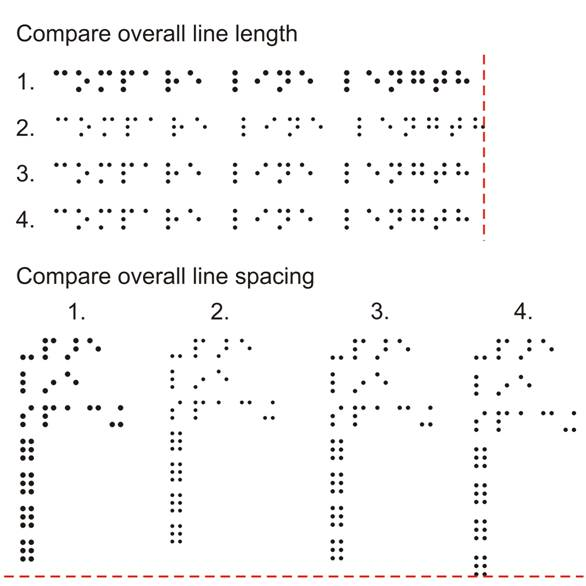 Compare overall line length
1. ⠉⠕⠍⠏⠁⠗⠑ ⠇⠊⠝⠑ ⠇⠑⠝⠛⠞⠓
2. ⠉⠕⠍⠏⠁⠗⠑ ⠇⠊⠝⠑ ⠇⠑⠝⠛⠞⠓
3. ⠉⠕⠍⠏⠁⠗⠑ ⠇⠊⠝⠑ ⠇⠑⠝⠛⠞⠓
4. ⠉⠕⠍⠏⠁⠗⠑ ⠇⠊⠝⠑ ⠇⠑⠝⠛⠞⠓
Compare overall line spacing
1. 2. 3. 4.
⠤⠏⠜⠑ ⠤⠏⠜⠑ ⠤⠏⠜⠑ ⠤⠏⠜⠑
⠇⠔⠑ ⠇⠔⠑ ⠇⠔⠑ ⠇⠔⠑
⠎⠏⠁⠉⠬ ⠎⠏⠁⠉⠬ ⠎⠏⠁⠉⠬ ⠎⠏⠁⠉⠬
⠿ ⠿ ⠿ ⠿
⠿ ⠿ ⠿ ⠿
⠿ ⠿ ⠿ ⠿
⠿ ⠿ ⠿ ⠿